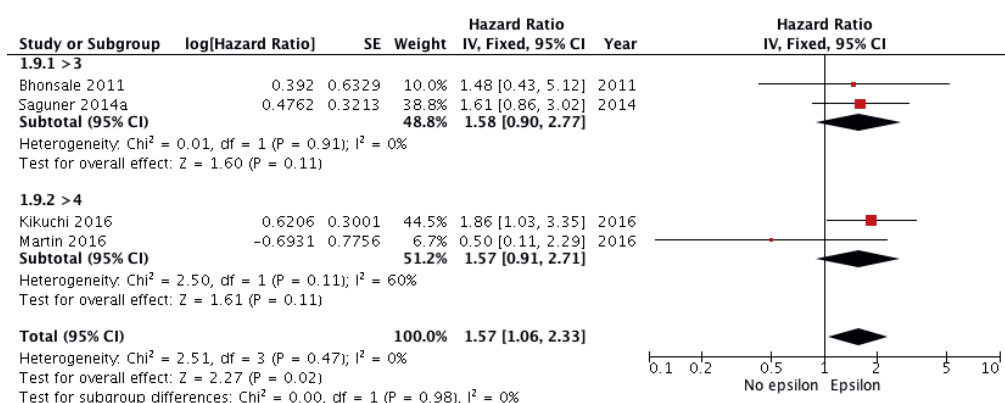 Hazard Ratio Hazard Ratio
Study or Subgroup log[Hazard Ratio] SE Weight IV, Fixed, 95% CI Year IV, Fixed, 95% CI
1.9.1 >3
Bhonsale 2011 0.392 0.6329 10.0% 1.48 [0.43, 5.12] 2011
Saguner 2014a 0.4762 0.3213 38.8% 1.61 [0.86, 3.02] 2014
Subtotal (95% CI) 48.8% 1.58 [0.90, 2.77]
Heterogeneity: Chi² = 0.01, df = 1 (P = 0.91); I² = 0%
Test for overall effect: Z = 1.60 (P = 0.11)
1.9.2 >4
Kikuchi 2016 0.6206 0.3001 44.5% 1.86 [1.03, 3.35] 2016
Martin 2016 -0.6931 0.7756 6.7% 0.50 [0.11, 2.29] 2016
Subtotal (95% CI) 51.2% 1.57 [0.91, 2.71]
Heterogeneity: Chi² = 2.50, df = 1 (P = 0.11); I² = 60%
Test for overall effect: Z = 1.61 (P = 0.11)
Total (95% CI) 100.0% 1.57 [1.06, 2.33]
Heterogeneity: Chi² = 2.51, df = 3 (P = 0.47); I² = 0%
Test for overall effect: Z = 2.27 (P = 0.02)
Test for subgroup differences: Chi² = 0.00, df = 1 (P = 0.98), I² = 0%
0.1 0.2 0.5 1 2 5 10
No epsilon Epsilon